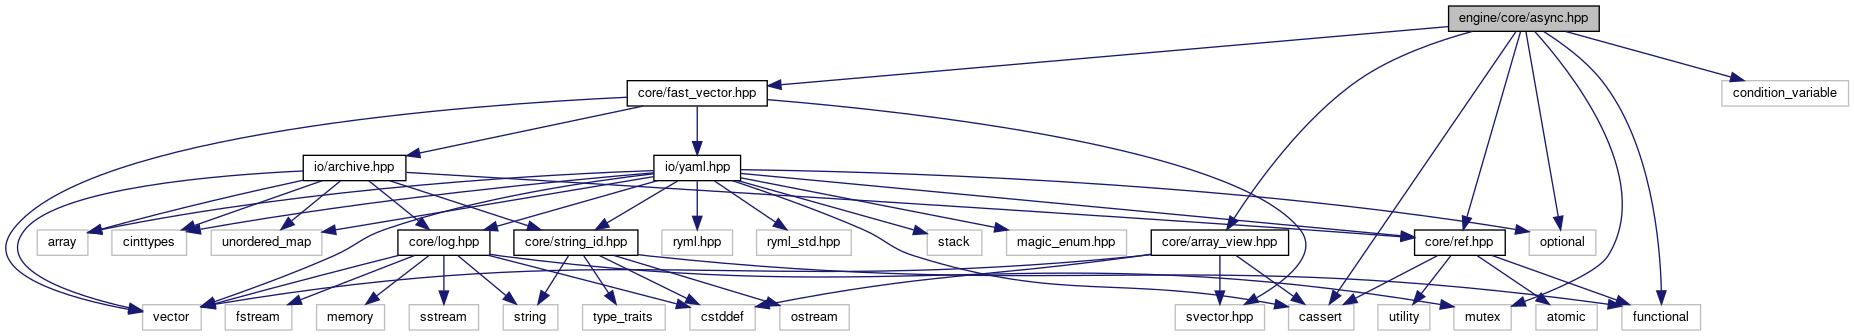 engine/core/async.hpp
core/fast_vector.hpp
condition_variable
io/archive.hpp
io/yaml.hpp
array
cinttypes
unordered_map
core/log.hpp
core/string_id.hpp
ryml.hpp
ryml_std.hpp
stack
magic_enum.hpp
core/array_view.hpp
core/ref.hpp
optional
vector
fstream
memory
sstream
string
type_traits
cstddef
ostream
svector.hpp
cassert
utility
mutex
atomic
functional